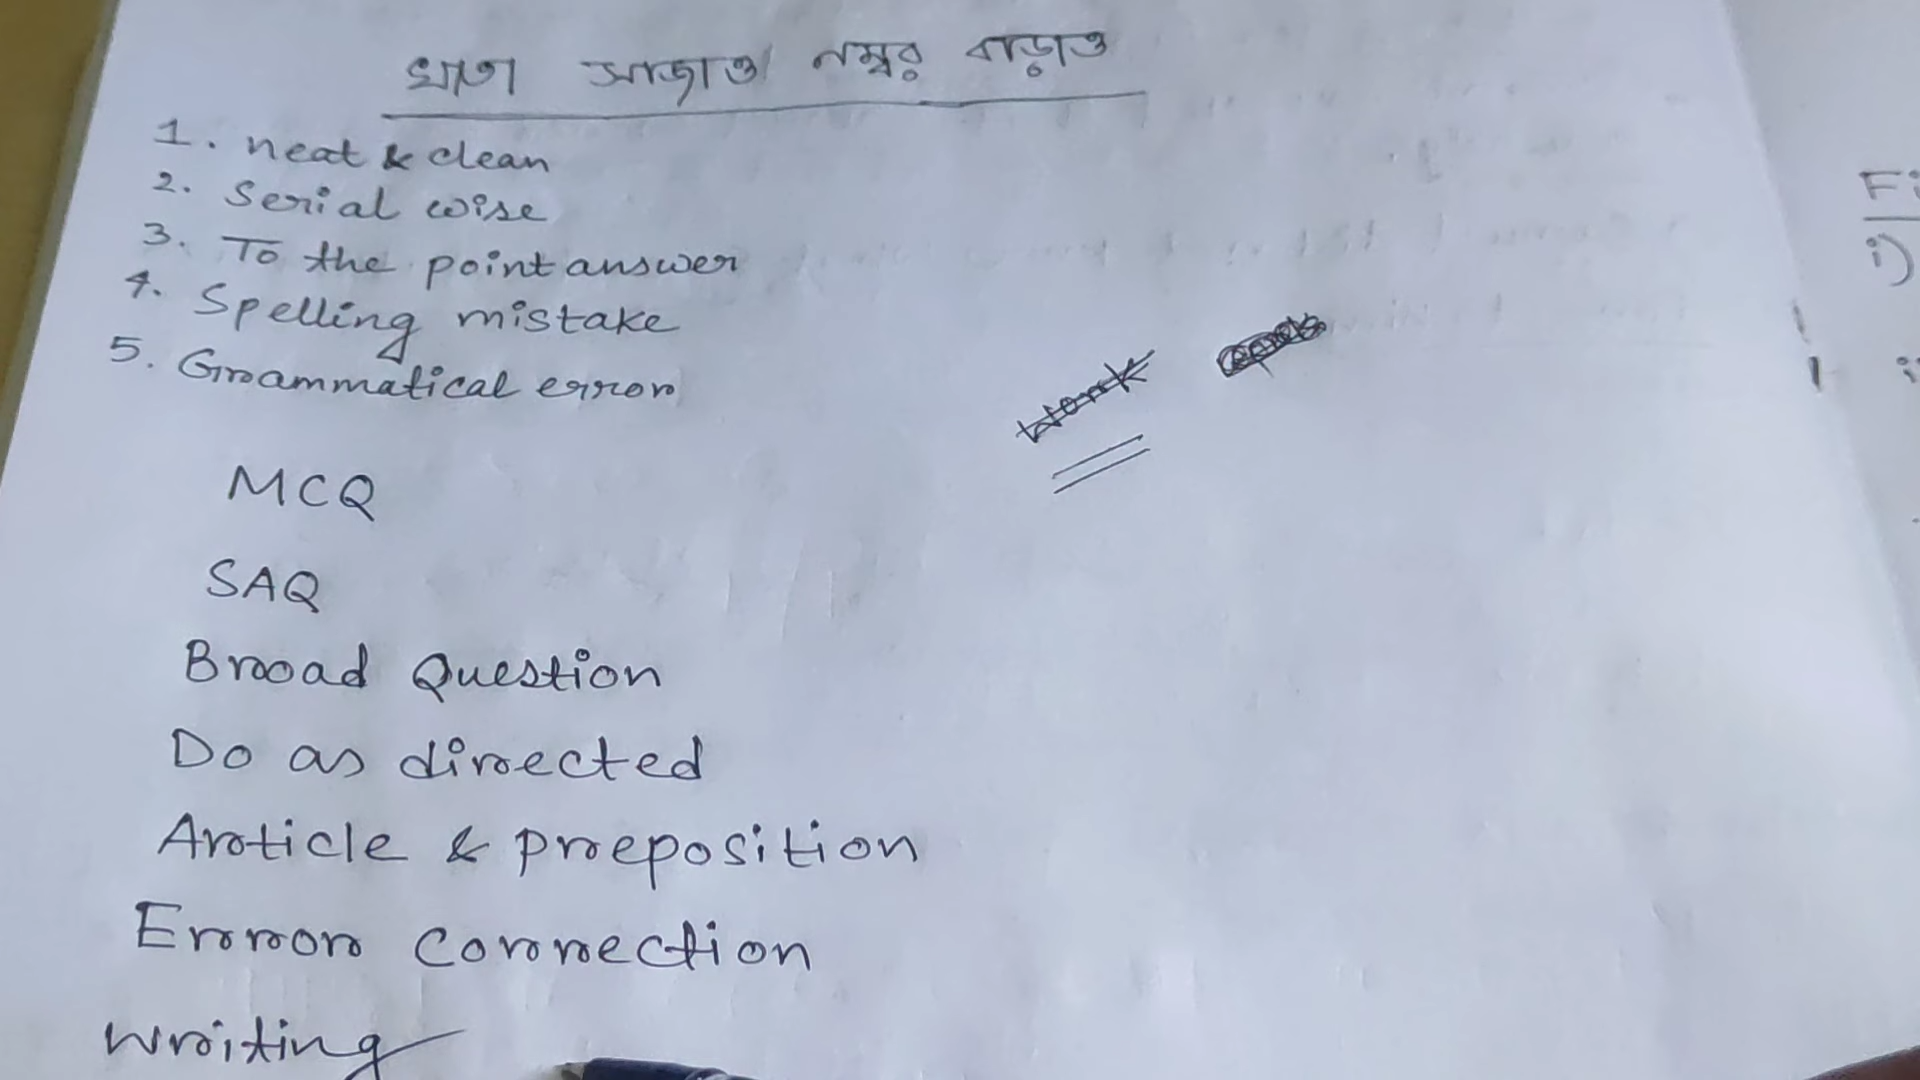 খাতা সাজাও নম্বর বাড়াও
1. neat & clean
2. Serial wise
3. To the point answer
4. Spelling mistake
5. Grammatical error
work
MCQ
SAQ
Broad Question
Do as directed
Article & preposition
Error correction
writing
i)